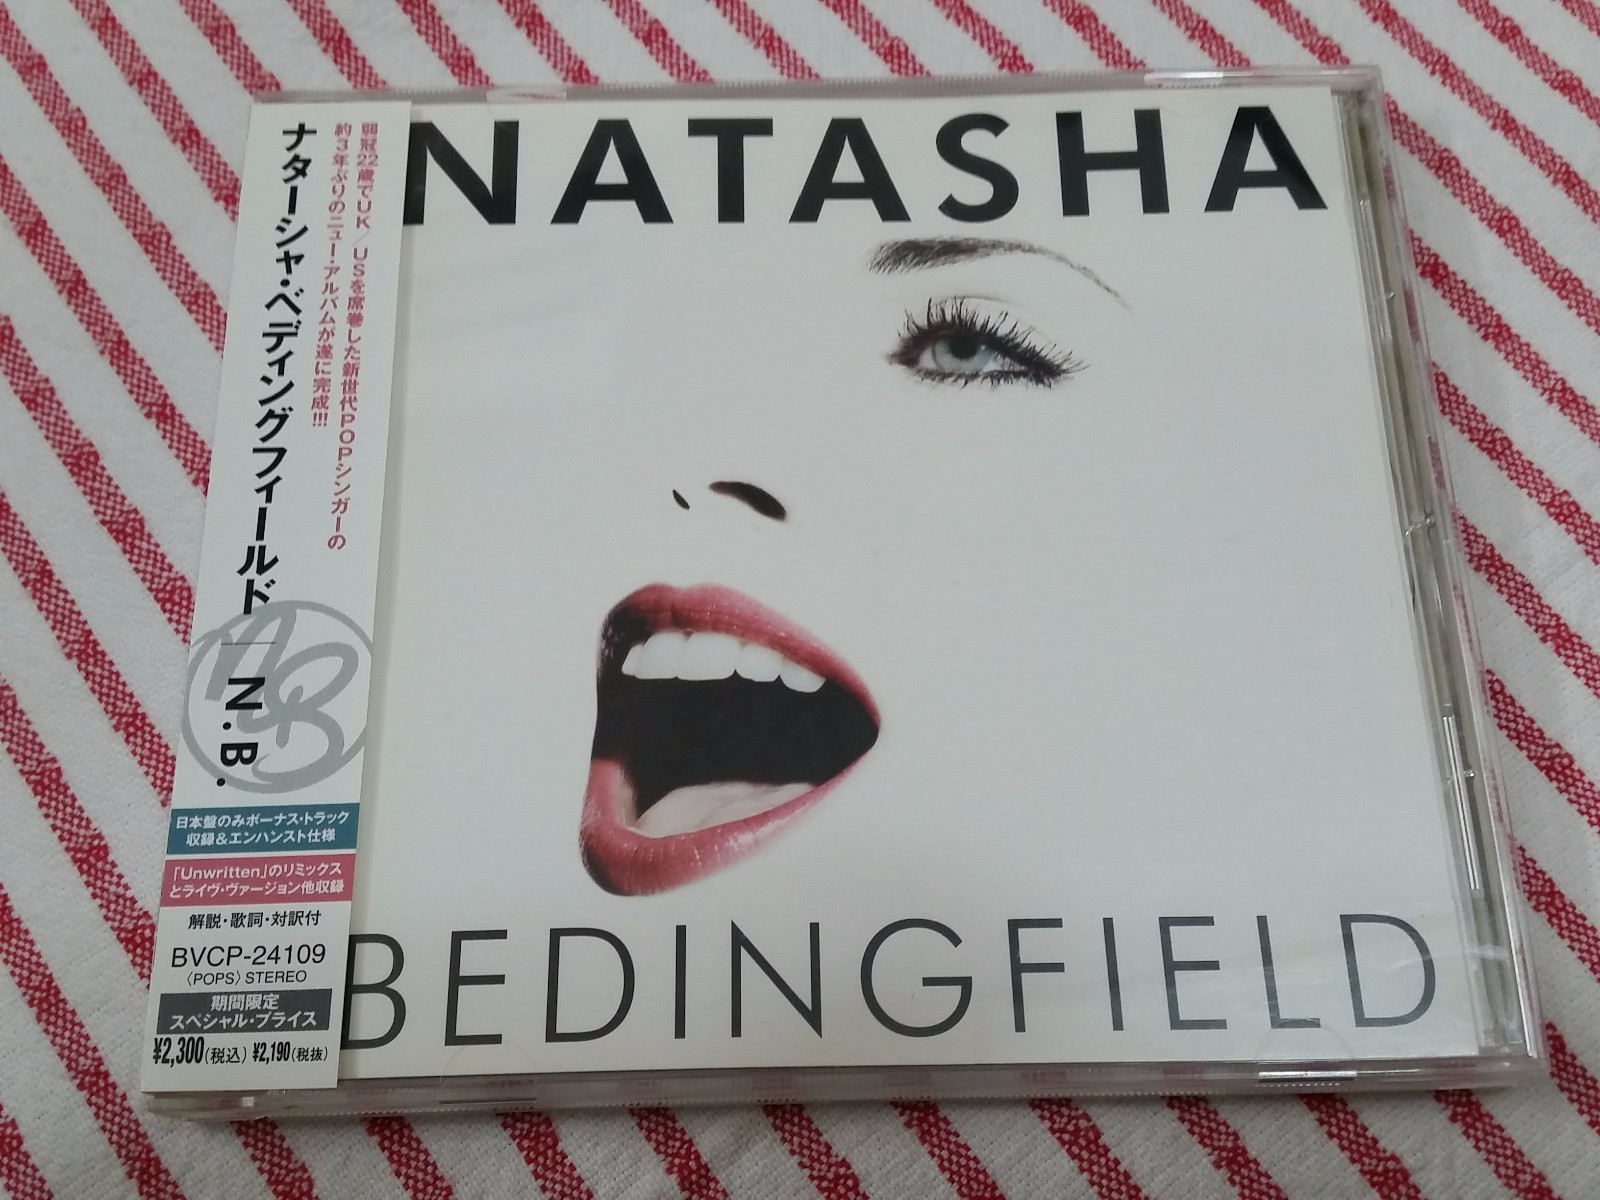 NATASHA
BEDINGFIELD
弱冠22歳でUK／USを席巻した新世代POPシンガーの
約3年ぶりのニュー・アルバムが遂に完成!!!
ナターシャ・ベディングフィールド | N.B.
NB
日本盤のみボーナス・トラック
収録&エンハンスト仕様
「Unwritten」のリミックス
とライヴ・ヴァージョン他収録
解説・歌詞・対訳付
BVCP-24109
〈POPS〉STEREO
期間限定
スペシャル・プライス
¥2,300(税込) ¥2,190(税抜)